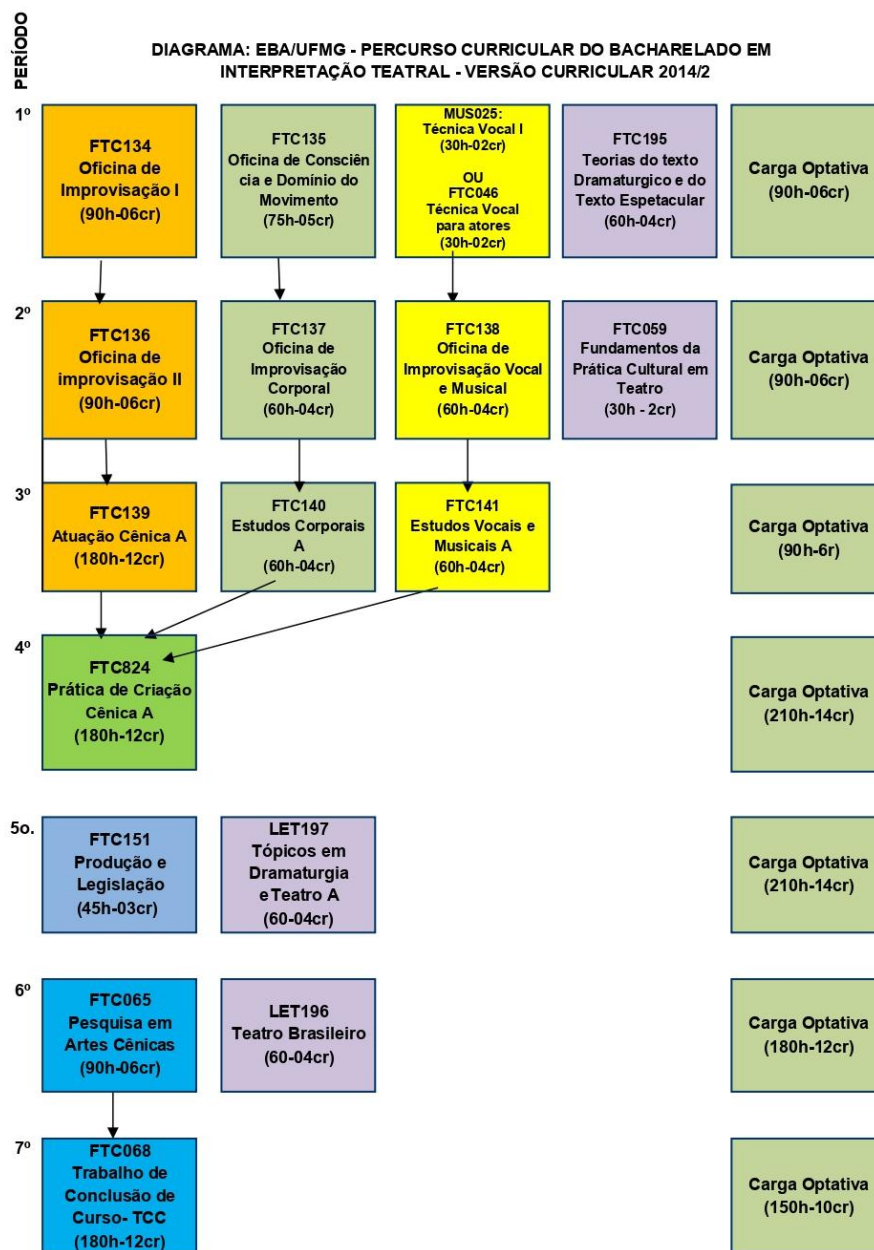 PERÍODO
DIAGRAMA: EBA/UFMG - PERCURSO CURRICULAR DO BACHARELADO EM
INTERPRETAÇÃO TEATRAL - VERSÃO CURRICULAR 2014/2
1º
FTC134
Oficina de
Improvisação I
(90h-06cr)
FTC135
Oficina de Consciên
cia e Domínio do
Movimento
(75h-05cr)
MUS025:
Técnica Vocal I
(30h-02cr)
OU
FTC046
Técnica Vocal
para atores
(30h-02cr)
FTC195
Teorias do texto
Dramaturgico e do
Texto Espetacular
(60h-04cr)
Carga Optativa
(90h-06cr)
2º
FTC136
Oficina de
improvisação II
(90h-06cr)
FTC137
Oficina de
Improvisação
Corporal
(60h-04cr)
FTC138
Oficina de
Improvisação Vocal
e Musical
(60h-04cr)
FTC059
Fundamentos da
Prática Cultural em
Teatro
(30h - 2cr)
Carga Optativa
(90h-06cr)
3º
FTC139
Atuação Cênica A
(180h-12cr)
FTC140
Estudos Corporais
A
(60h-04cr)
FTC141
Estudos Vocais e
Musicais A
(60h-04cr)
Carga Optativa
(90h-6r)
4º
FTC824
Prática de Criação
Cênica A
(180h-12cr)
Carga Optativa
(210h-14cr)
5o.
FTC151
Produção e
Legislação
(45h-03cr)
LET197
Tópicos em
Dramaturgia
e Teatro A
(60-04cr)
Carga Optativa
(210h-14cr)
6º
FTC065
Pesquisa em
Artes Cênicas
(90h-06cr)
LET196
Teatro Brasileiro
(60-04cr)
Carga Optativa
(180h-12cr)
7º
FTC068
Trabalho de
Conclusão de
Curso- TCC
(180h-12cr)
Carga Optativa
(150h-10cr)